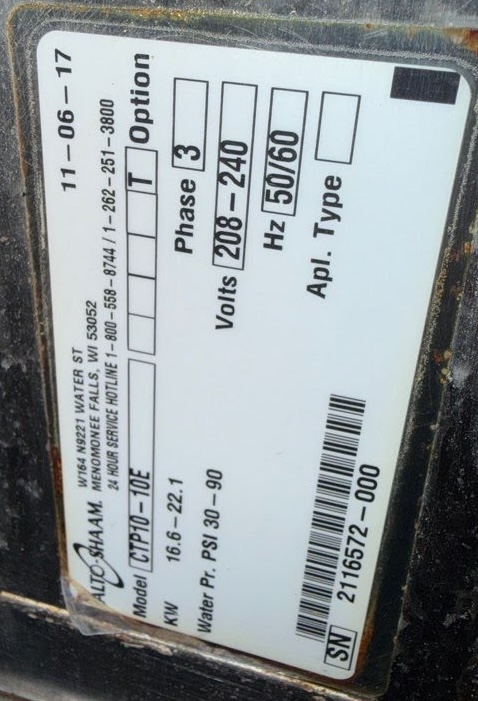 11-06-17
W164 N9221 WATER ST
ALTO-SHAAM. MENOMONEE FALLS, WI 53052
24 HOUR SERVICE HOTLINE 1-800-558-8744 / 1-262-251-3800
Model CTP10-10E T Option
KW 16.6-22.1 Phase 3
Water Pr. PSI 30-90 Volts 208-240
Hz 50/60
Apl. Type
SN 2116572-000